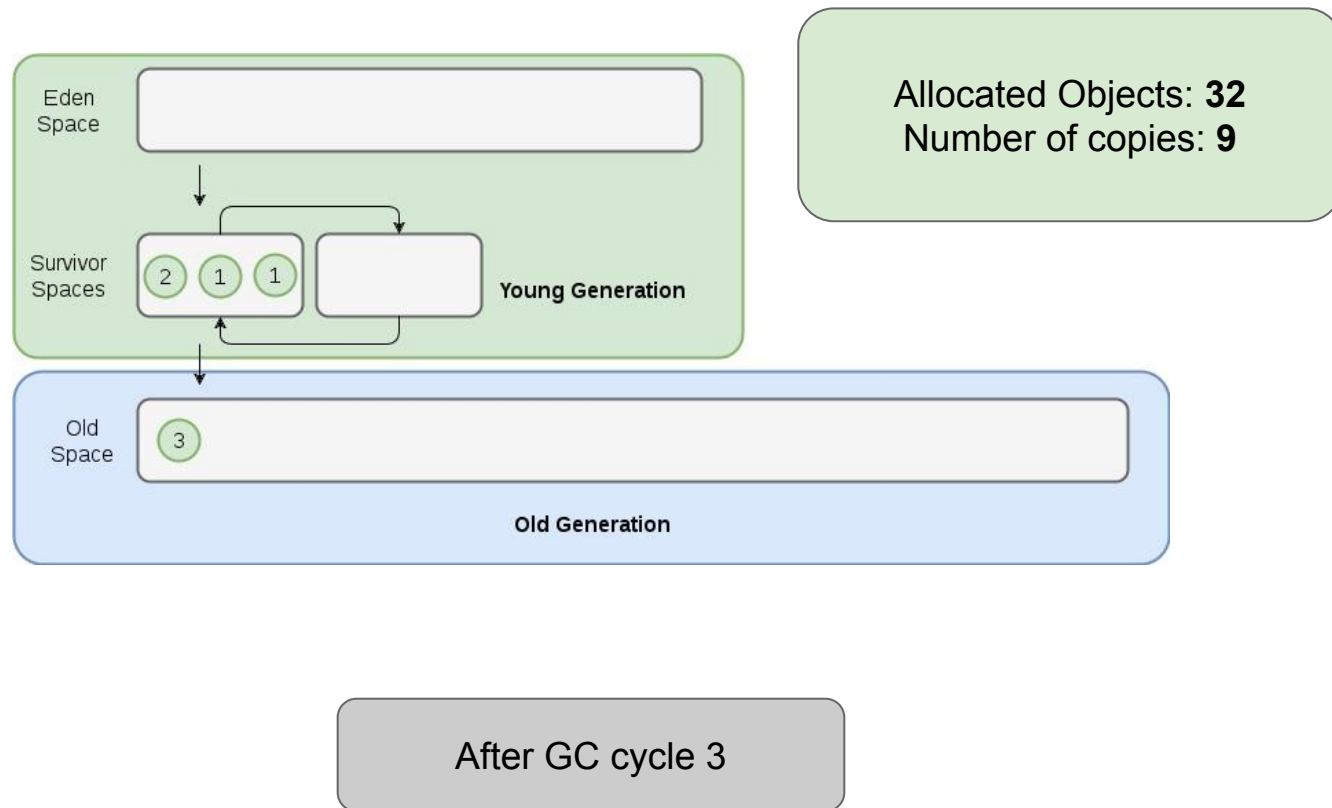 Allocated Objects: 32
Number of copies: 9
Eden
Space
Survivor
Spaces
2 1 1
Young Generation
Old
Space
3
Old Generation
After GC cycle 3